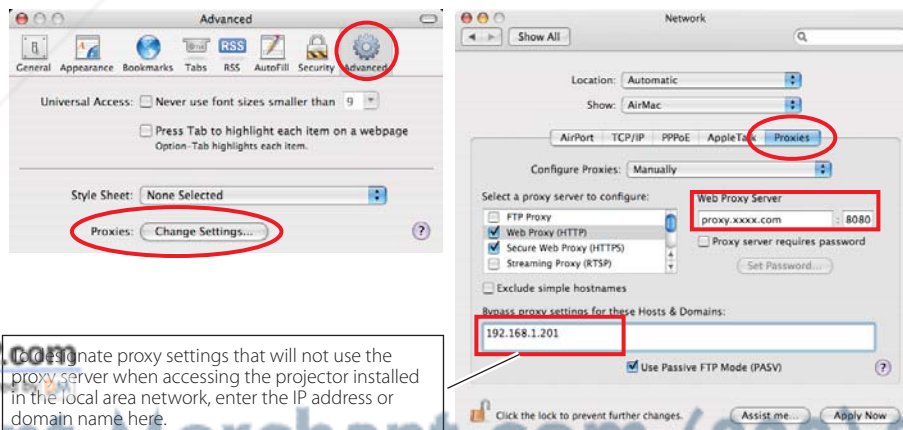 Advanced
General Appearance Bookmarks Tabs RSS AutoFill Security Advanced
RSS
Universal Access: Never use font sizes smaller than 9
Press Tab to highlight each item on a webpage
Option-Tab highlights each item.
Style Sheet: None Selected
Proxies: Change Settings...
?
To designate proxy settings that will not use the
proxy server when accessing the projector installed
in the local area network, enter the IP address or
domain name here.
Network
Show All
Location: Automatic
Show: AirMac
AirPort TCP/IP PPPoE AppleTalk Proxies
Configure Proxies: Manually
Select a proxy server to configure:
FTP Proxy
Web Proxy (HTTP)
Secure Web Proxy (HTTPS)
Streaming Proxy (RTSP)
Web Proxy Server
proxy.xxxx.com : 8080
Proxy server requires password
Set Password...
Exclude simple hostnames
Bypass proxy settings for these Hosts & Domains:
192.168.1.201
Use Passive FTP Mode (PASV)
?
Click the lock to prevent further changes.
Assist me... Apply Now
.com